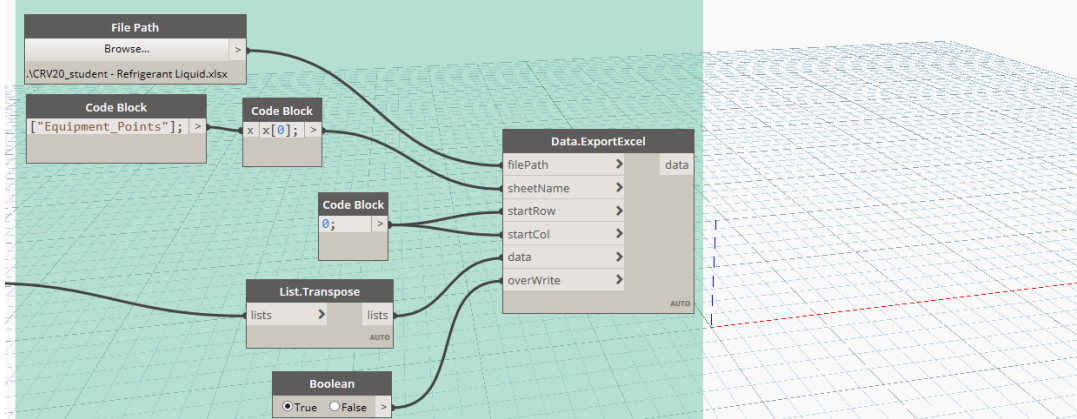 File Path
Browse...
>
.\CRV20_student - Refrigerant Liquid.xlsx
Code Block
["Equipment_Points"]; >
Code Block
x x[0]; >
Data.ExportExcel
filePath > data
sheetName >
startRow >
startCol >
data >
overWrite >
AUTO
Code Block
0; >
List.Transpose
lists > lists
AUTO
Boolean
True False >